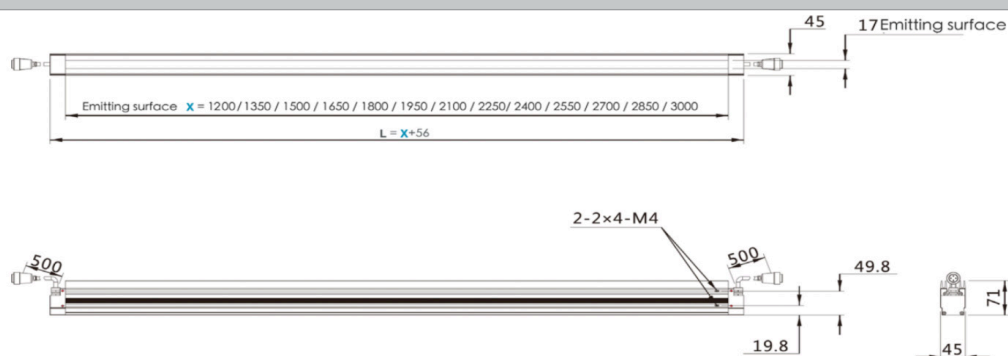 45
17 Emitting surface
Emitting surface X = 1200/1350 / 1500 / 1650 / 1800 / 1950 / 2100 / 2250/ 2400 / 2550 / 2700 / 2850 / 3000
L = X+56
2-2×4-M4
500
500
49.8
71
19.8
45